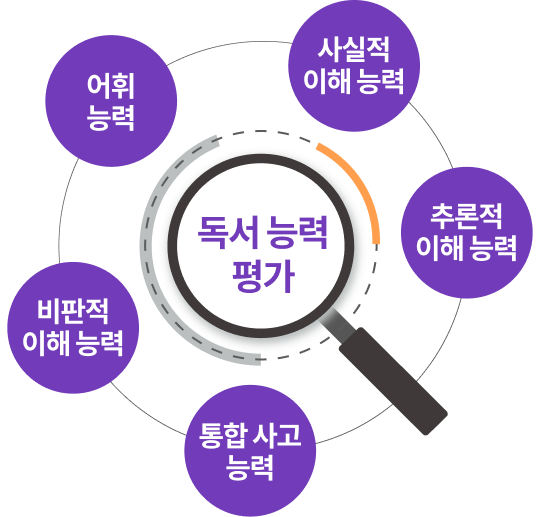 사실적
이해 능력
어휘
능력
추론적
이해 능력
독서 능력
평가
비판적
이해 능력
통합 사고
능력